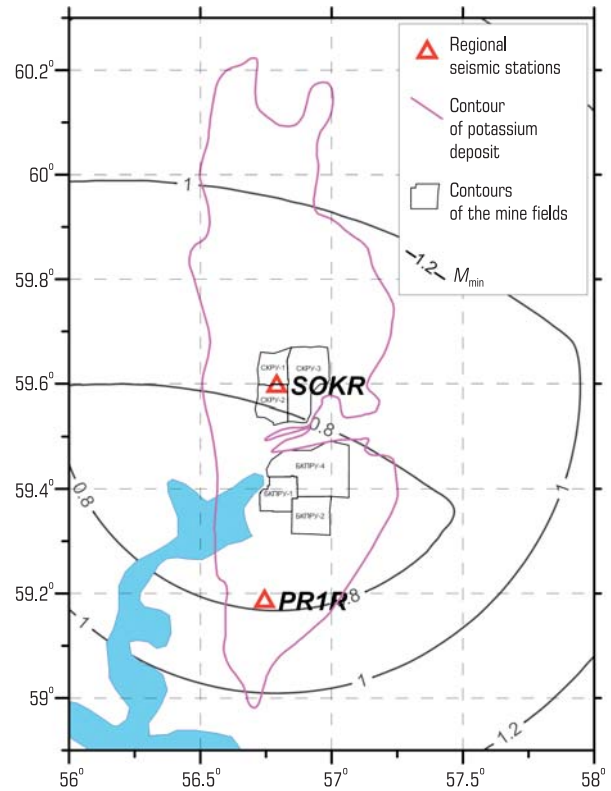 60.2°
60°
59.8°
59.6°
59.4°
59.2°
59°
56°
56.5°
57°
57.5°
58°
Regional
seismic stations
Contour
of potassium
deposit
Contours
of the mine fields
1.2
M min
1
СКРУ-1
СКРУ-3
СКРУ-2
SOKR
0.8
БКПРУ-4
БКПРУ-1
БКПРУ-2
0.8
1
PR1R
0.8
1
1
1.2